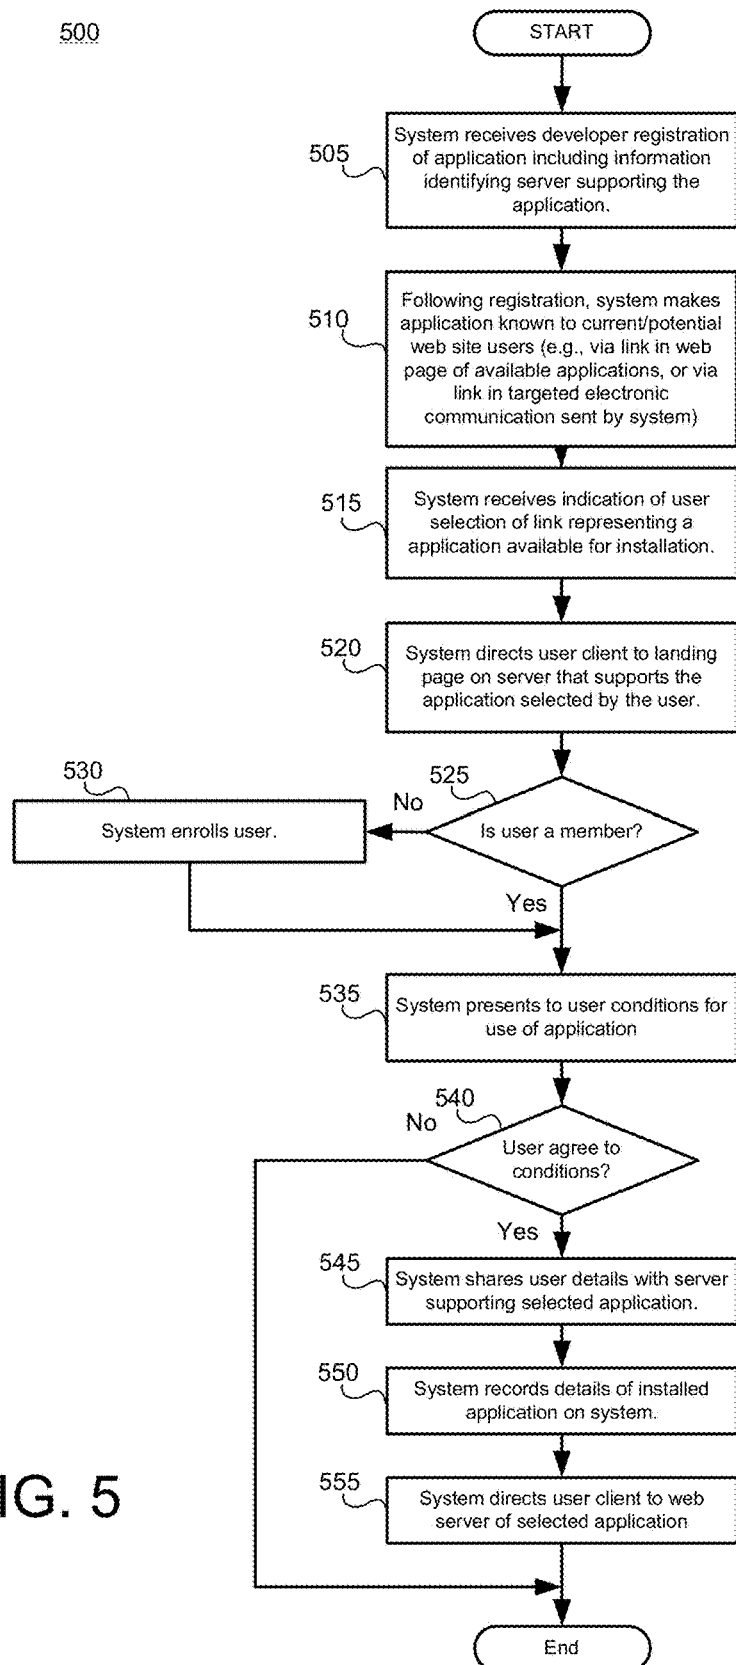 500
START
505
System receives developer registration
of application including information
identifying server supporting the
application.
510
Following registration, system makes
application known to current/potential
web site users (e.g., via link in web
page of available applications, or via
link in targeted electronic
communication sent by system)
515
System receives indication of user
selection of link representing a
application available for installation.
520
System directs user client to landing
page on server that supports the
application selected by the user.
530
525
No
System enrolls user.
Is user a member?
Yes
535
System presents to user conditions for
use of application
540
No
User agree to
conditions?
Yes
545
System shares user details with server
supporting selected application.
550
System records details of installed
application on system.
555
System directs user client to web
server of selected application
IG. 5
End